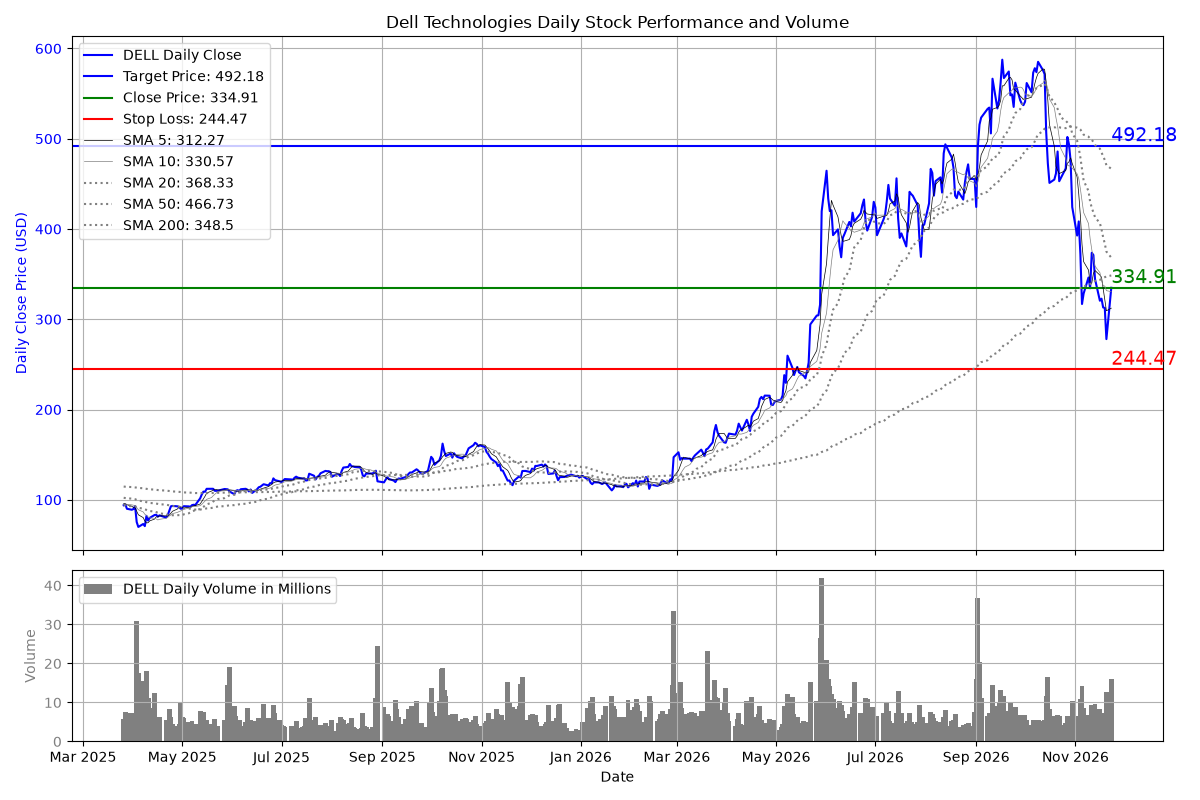 Dell Technologies Daily Stock Performance and Volume
600
500
400
300
200
100
Daily Close Price (USD)
DELL Daily Close
Target Price: 492.18
Close Price: 334.91
Stop Loss: 244.47
SMA 5: 312.27
SMA 10: 330.57
SMA 20: 368.33
SMA 50: 466.73
SMA 200: 348.5
492.18
334.91
244.47
40
30
20
10
0
Volume
DELL Daily Volume in Millions
Mar 2025 May 2025 Jul 2025 Sep 2025 Nov 2025 Jan 2026 Mar 2026 May 2026 Jul 2026 Sep 2026 Nov 2026
Date